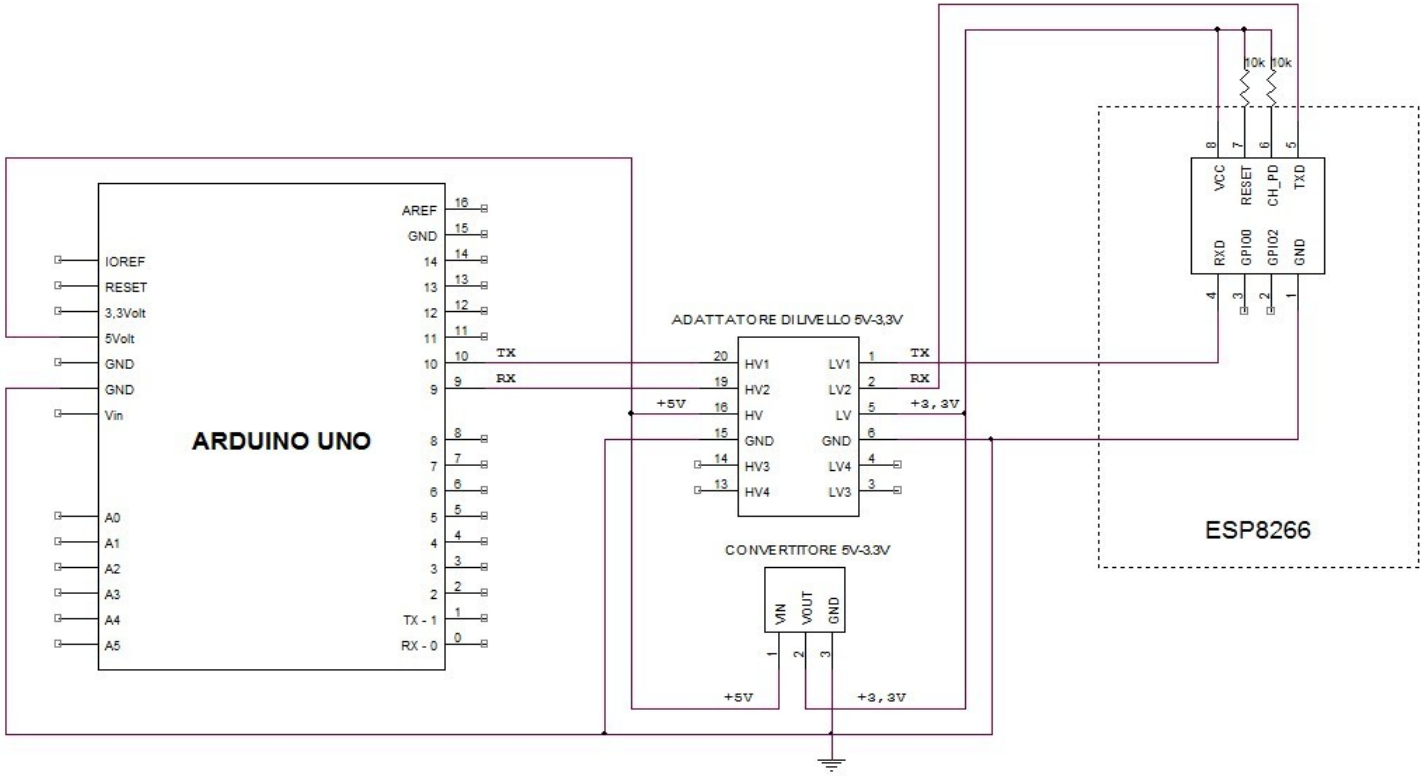 10k 10k
8 7 6 5
VCC RESET CH_PD TXD
RXD GPIO0 GPIO2 GND
4 3 2 1
ESP8266
AREF 16
GND 15
14 14
13 13
12 12
11 11
10 10 TX
9 9 RX
8 8
7 7
6 6
5 5
4 4
3 3
2 2
TX - 1 1
RX - 0 0
IOREF
RESET
3,3Volt
5Volt
GND
GND
Vin
ARDUINO UNO
A0
A1
A2
A3
A4
A5
ADATTATORE DI LIVELLO 5V-3,3V
20 HV1 LV1 1 TX
19 HV2 LV2 2 RX
+5V 16 HV LV 5 +3,3V
15 GND GND 6
14 HV3 LV4 4
13 HV4 LV3 3
CONVERTITORE 5V-3.3V
VIN VOUT GND
1 2 3
+5V +3,3V